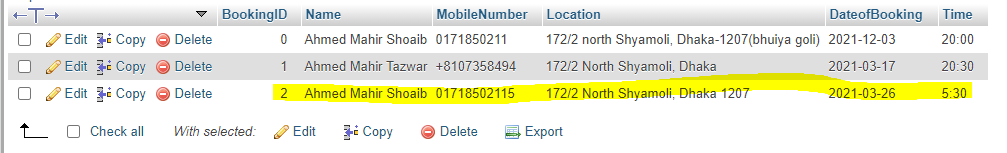 BookingID Name MobileNumber Location DateofBooking Time
Edit Copy Delete 0 Ahmed Mahir Shoaib 0171850211 172/2 north Shyamoli, Dhaka-1207(bhuiya goli) 2021-12-03 20:00
Edit Copy Delete 1 Ahmed Mahir Tazwar +8107358494 172/2 North Shyamoli, Dhaka 2021-03-17 20:30
Edit Copy Delete 2 Ahmed Mahir Shoaib 01718502115 172/2 North Shyamoli, Dhaka 1207 2021-03-26 5:30
Check all With selected: Edit Copy Delete Export